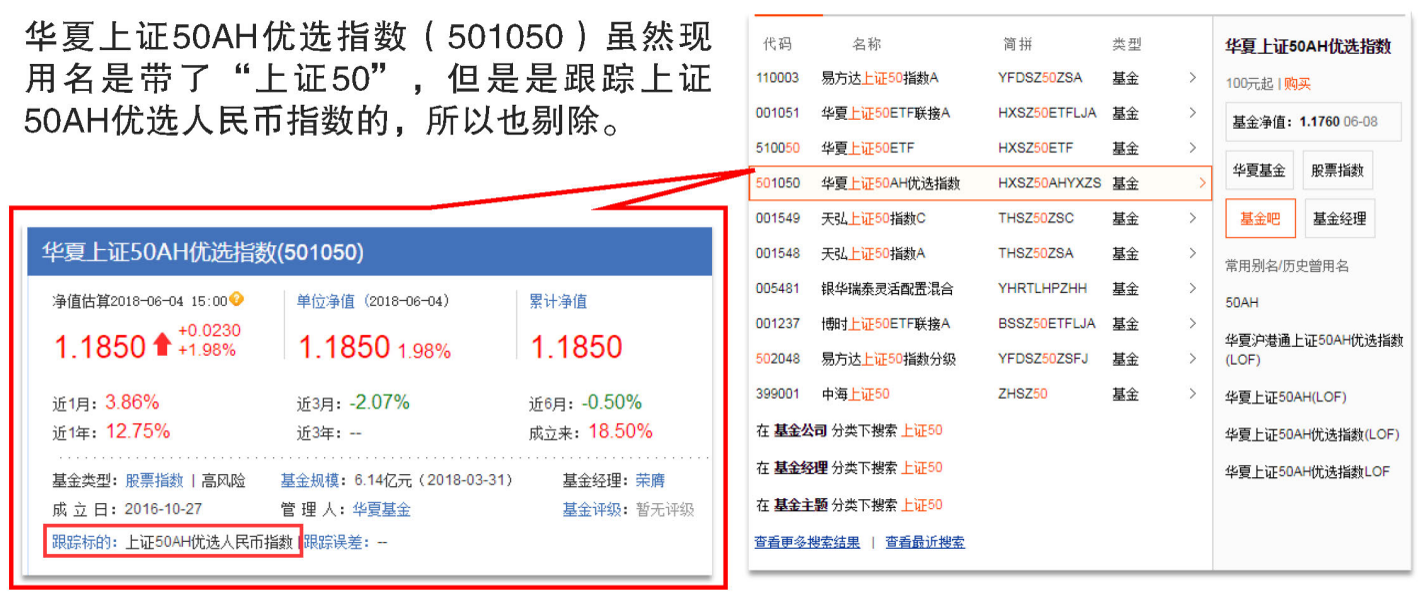 华夏上证50AH优选指数（501050）虽然现
用名是带了“上证50”，但是是跟踪上证
50AH优选人民币指数的，所以也剔除。
华夏上证50AH优选指数(501050)
净值估算2018-06-04 15:00 ?
单位净值（2018-06-04）
累计净值
1.1850 +0.0230 +1.98%
1.1850 1.98%
1.1850
近1月：3.86% 近3月：-2.07% 近6月：-0.50%
近1年：12.75% 近3年：-- 成立来：18.50%
基金类型：股票指数 | 高风险 基金规模：6.14亿元（2018-03-31） 基金经理：荣膺
成 立 日：2016-10-27 管 理 人：华夏基金 基金评级：暂无评级
跟踪标的：上证50AH优选人民币指数 | 跟踪误差：--
代码 名称 简拼 类型
110003 易方达上证50指数A YFDSZ50ZSA 基金 >
001051 华夏上证50ETF联接A HXSZ50ETFLJA 基金 >
510050 华夏上证50ETF HXSZ50ETF 基金 >
501050 华夏上证50AH优选指数 HXSZ50AHYXZS 基金 >
001549 天弘上证50指数C THSZ50ZSC 基金 >
001548 天弘上证50指数A THSZ50ZSA 基金 >
005481 银华瑞泰灵活配置混合 YHRTLHPZHH 基金 >
001237 博时上证50ETF联接A BSSZ50ETFLJA 基金 >
502048 易方达上证50指数分级 YFDSZ50ZSFJ 基金 >
399001 中海上证50 ZHSZ50 基金 >
在 基金公司 分类下搜索 上证50
在 基金经理 分类下搜索 上证50
在 基金主题 分类下搜索 上证50
查看更多搜索结果 | 查看最近搜索
华夏上证50AH优选指数
100元起 | 购买
基金净值：1.1760 06-08
华夏基金 股票指数
基金吧 基金经理
常用别名/历史曾用名
50AH
华夏沪港通上证50AH优选指数
(LOF)
华夏上证50AH(LOF)
华夏上证50AH优选指数(LOF)
华夏上证50AH优选指数LOF